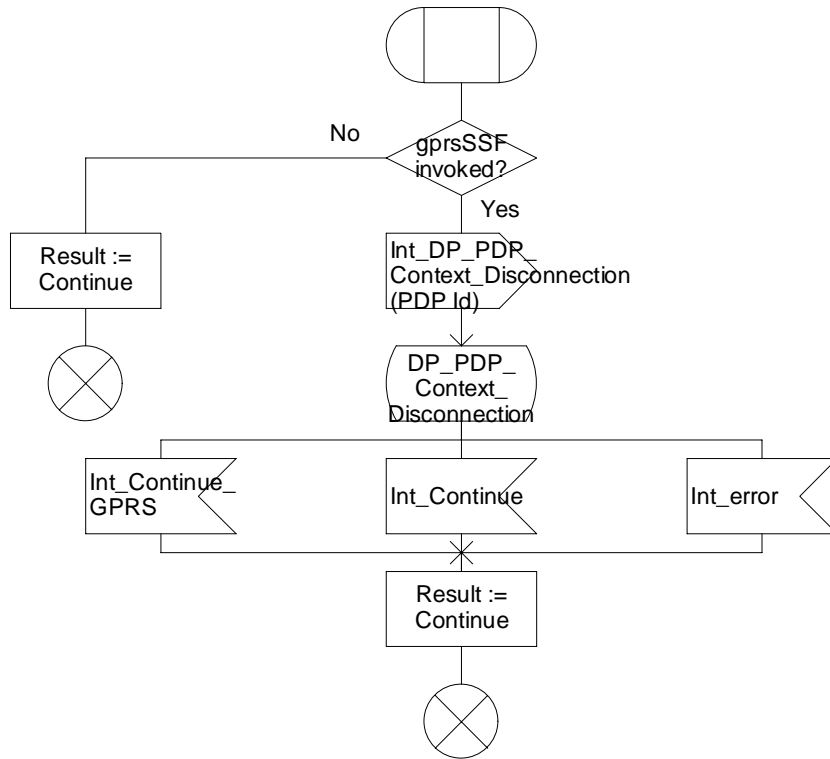 gprsSSF
invoked?
No
Yes
Result :=
Continue
Int_DP_PDP_
Context_Disconnection
(PDP Id)
DP_PDP_
Context_
Disconnection
Int_Continue_
GPRS
Int_Continue
Int_error
Result :=
Continue